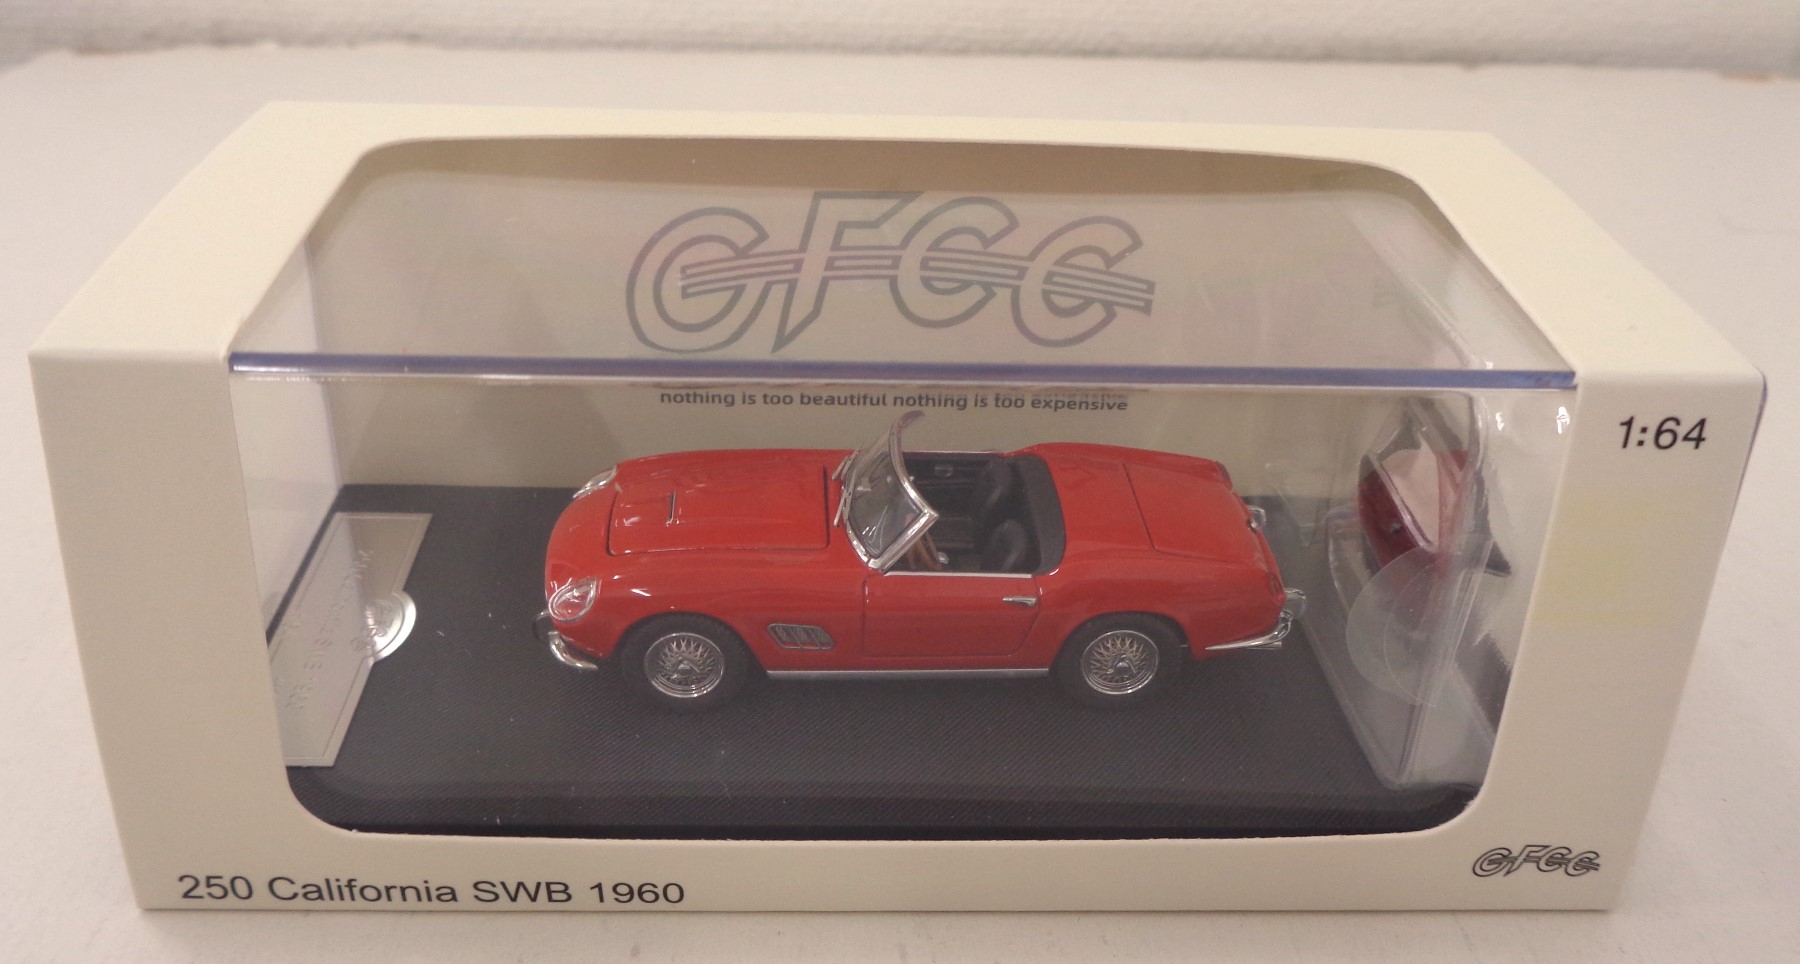 GFCC
nothing is too beautiful nothing is too expensive
1:64
GFCC
250 California SWB 1960